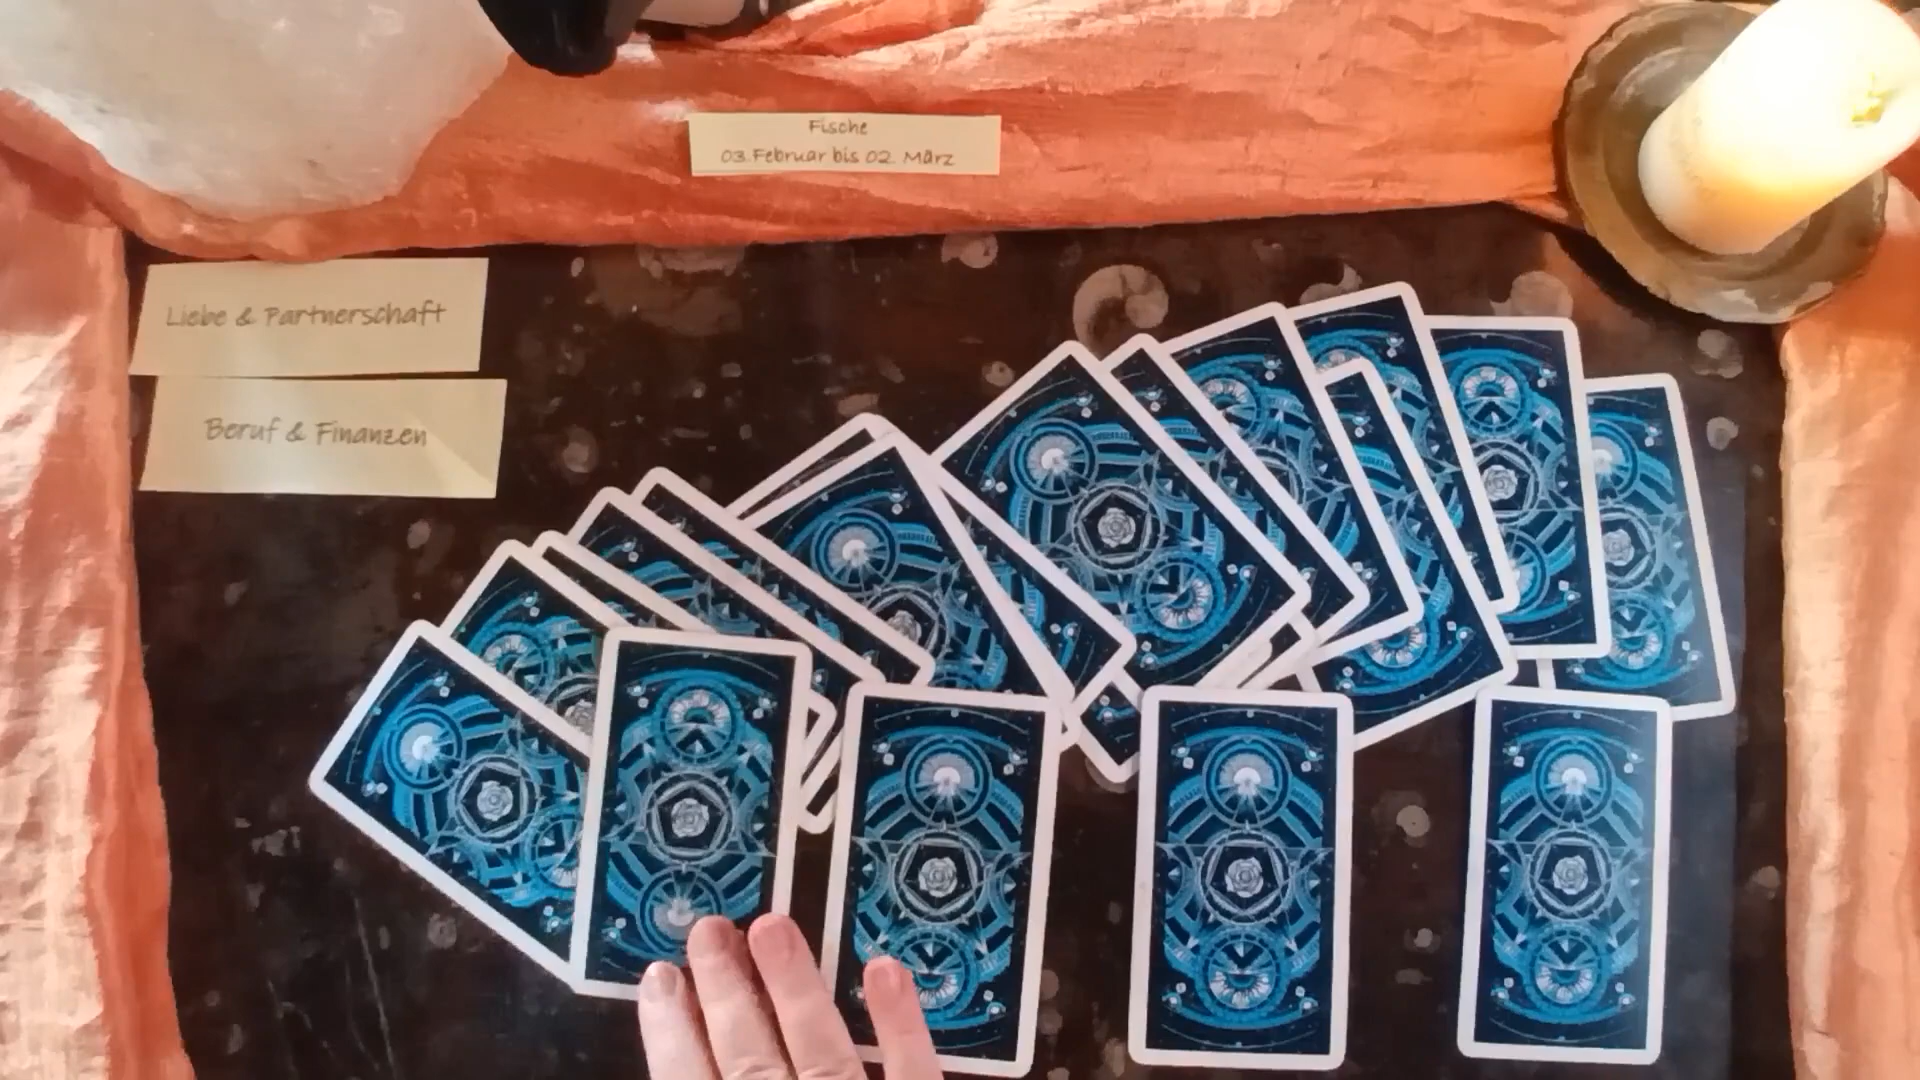 Fische
03.Februar bis 02. März
Liebe & Partnerschaft
Beruf & Finanzen